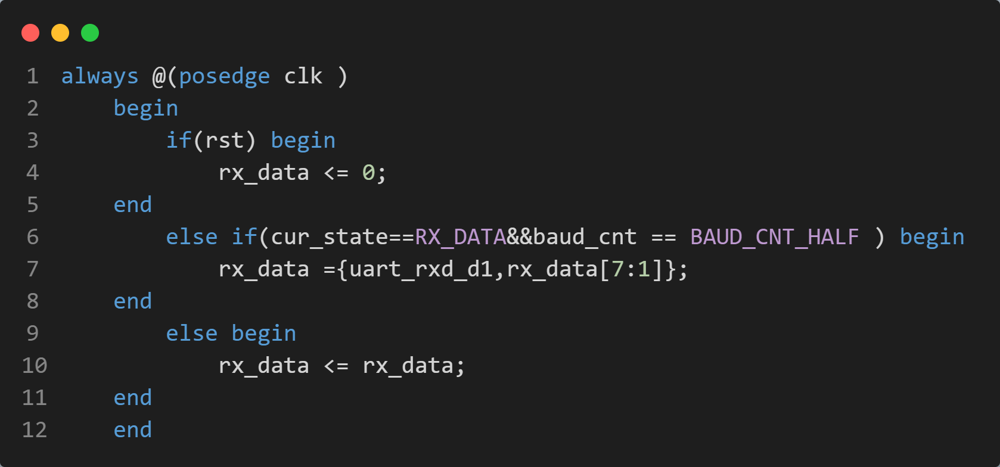 1 always @(posedge clk )
2     begin
3         if(rst) begin
4             rx_data <= 0;
5     end
6         else if(cur_state==RX_DATA&&baud_cnt == BAUD_CNT_HALF ) begin
7             rx_data ={uart_rxd_d1,rx_data[7:1]};
8     end
9         else begin
10             rx_data <= rx_data;
11     end
12     end